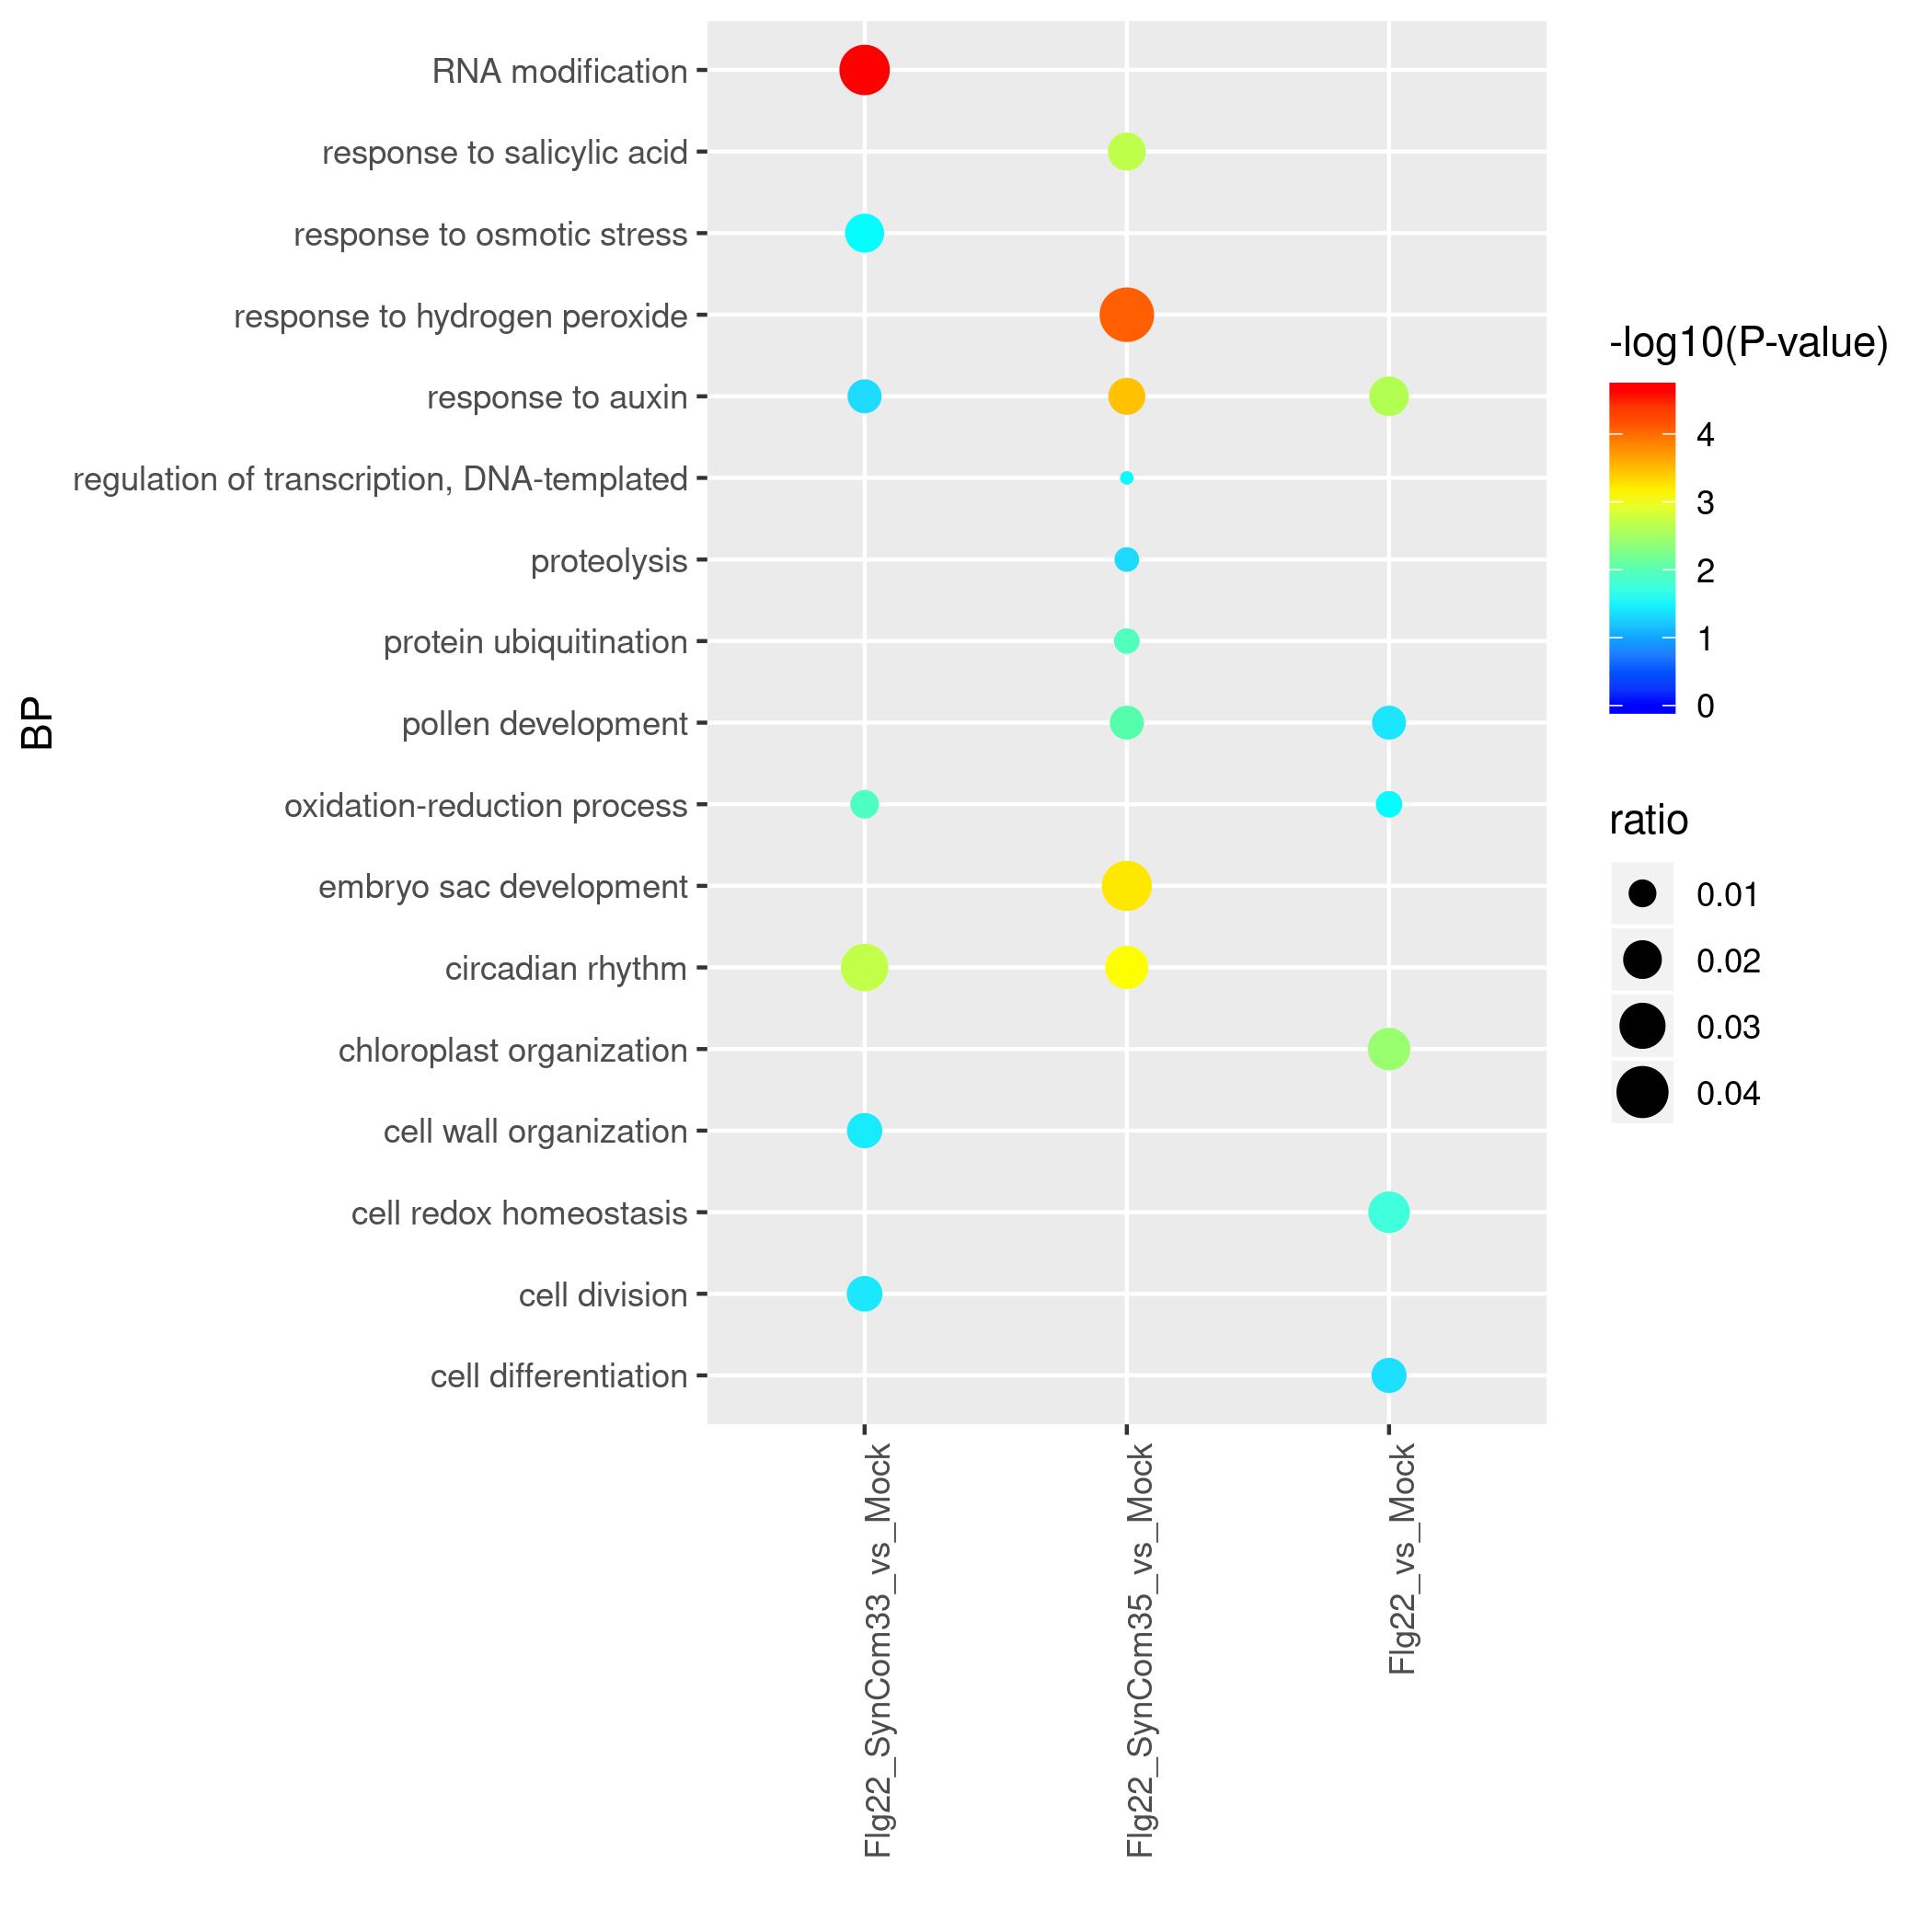 RNA modification
response to salicylic acid
response to osmotic stress
response to hydrogen peroxide
response to auxin
regulation of transcription, DNA-templated
proteolysis
protein ubiquitination
pollen development
oxidation-reduction process
embryo sac development
circadian rhythm
chloroplast organization
cell wall organization
cell redox homeostasis
cell division
cell differentiation
BP
Flg22_SynCom33_vs_Mock
Flg22_SynCom35_vs_Mock
Flg22_vs_Mock
-log10(P-value)
4
3
2
1
0
ratio
0.01
0.02
0.03
0.04